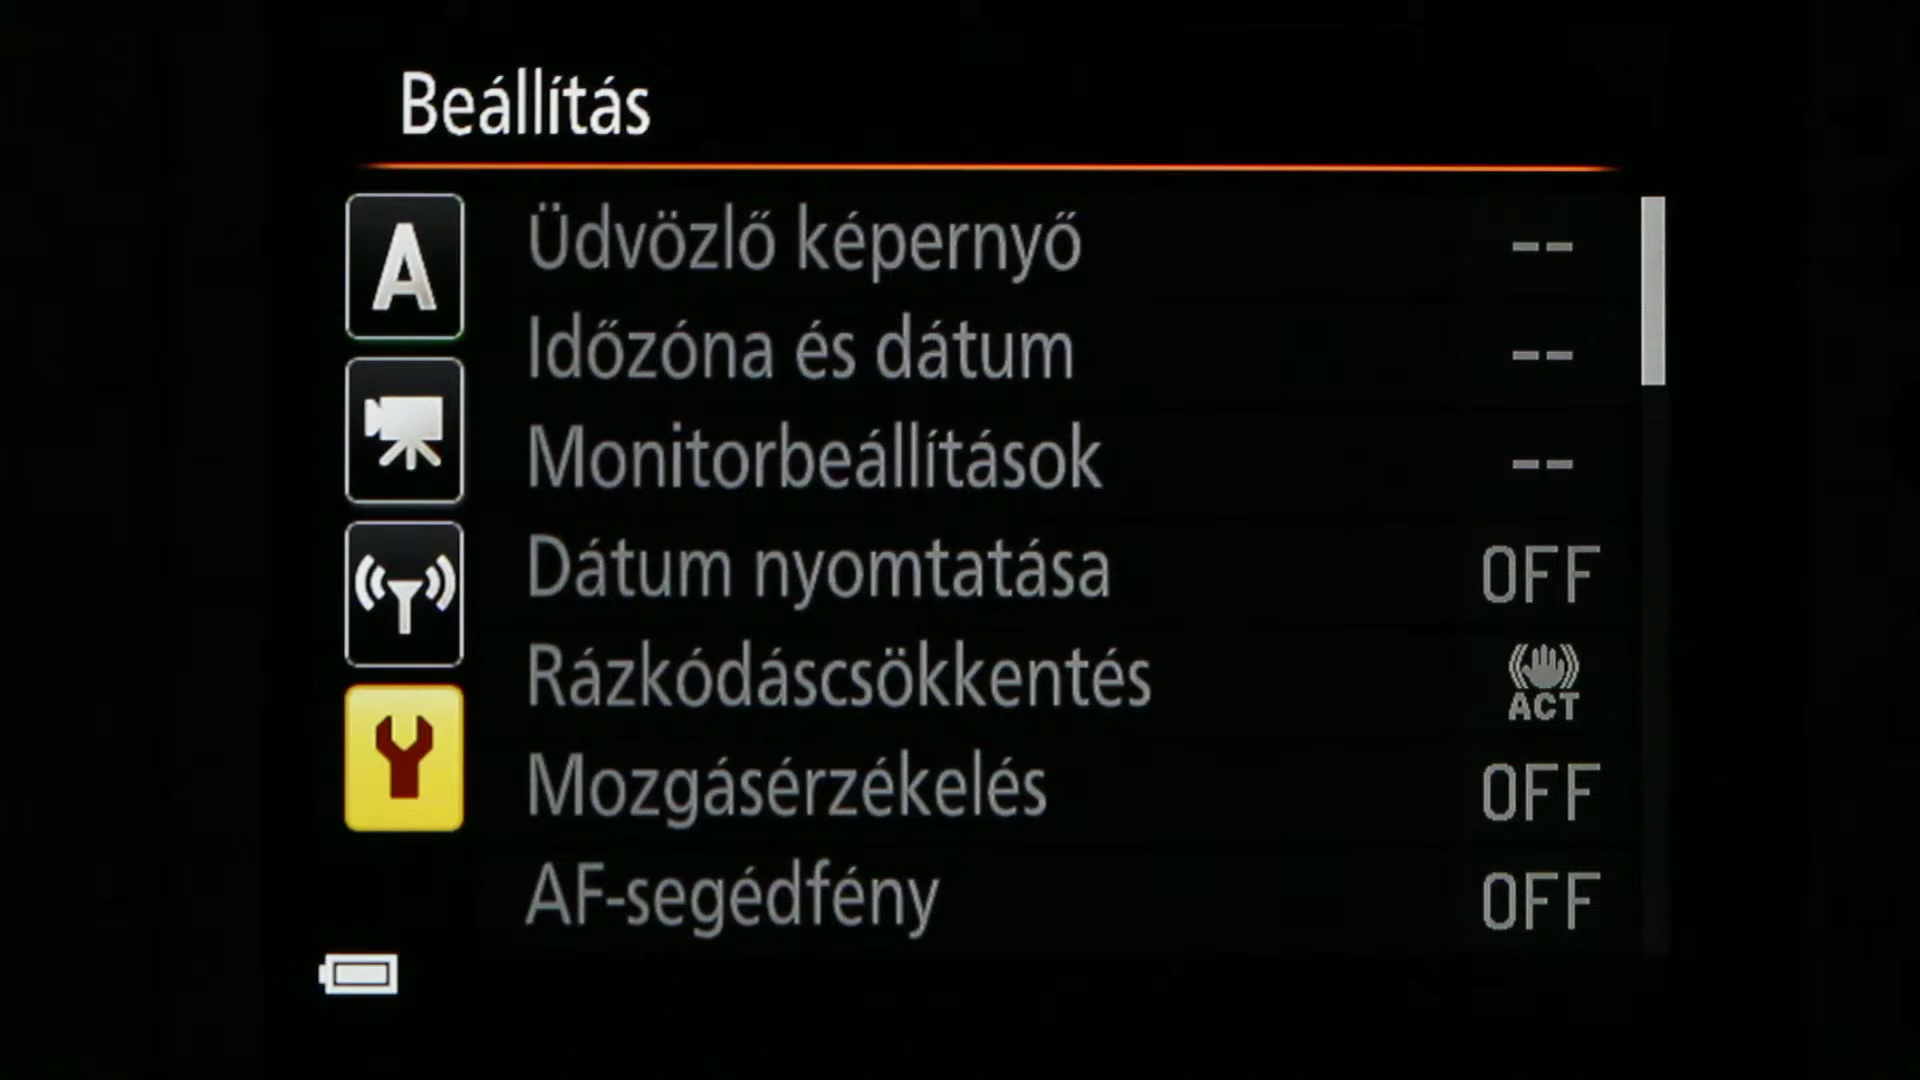 Beállítás
A
Üdvözlő képernyő --
Időzóna és dátum --
Monitorbeállítások --
Dátum nyomtatása OFF
Rázkódáscsökkentés ACT
Mozgásérzékelés OFF
AF-segédfény OFF